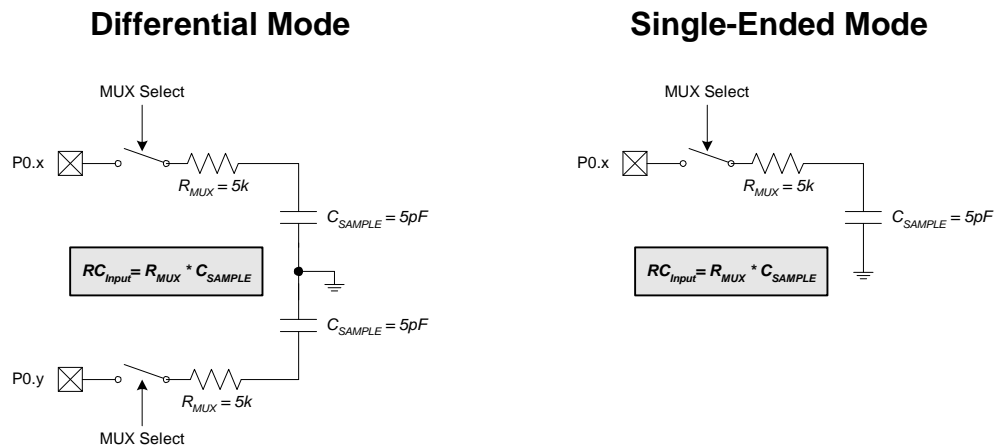 Differential Mode
MUX Select
P0.x
R_MUX = 5k
C_SAMPLE = 5pF
RC_Input= R_MUX * C_SAMPLE
C_SAMPLE = 5pF
P0.y
R_MUX = 5k
MUX Select
Single-Ended Mode
MUX Select
P0.x
R_MUX = 5k
C_SAMPLE = 5pF
RC_Input= R_MUX * C_SAMPLE